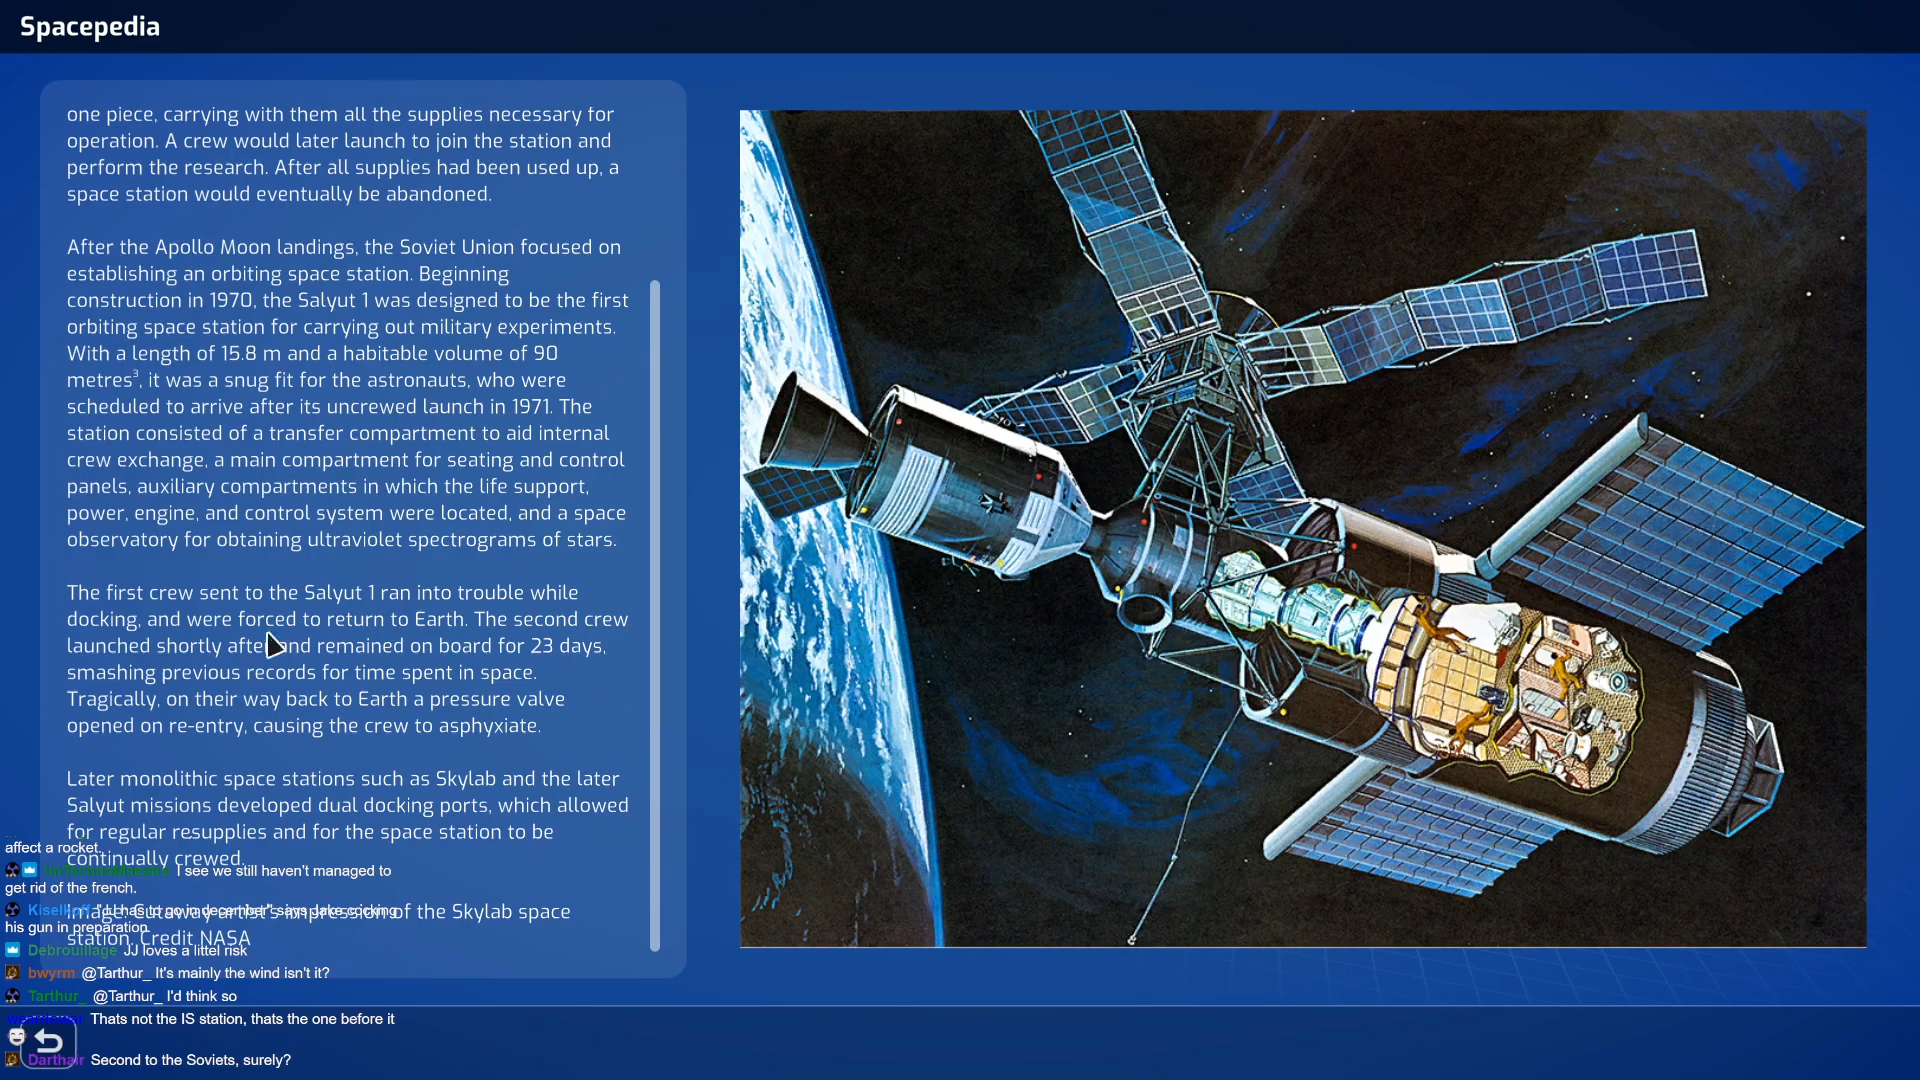 Spacepedia
one piece, carrying with them all the supplies necessary for
operation. A crew would later launch to join the station and
perform the research. After all supplies had been used up, a
space station would eventually be abandoned.
After the Apollo Moon landings, the Soviet Union focused on
establishing an orbiting space station. Beginning
construction in 1970, the Salyut 1 was designed to be the first
orbiting space station for carrying out military experiments.
With a length of 15.8 m and a habitable volume of 90
metres³, it was a snug fit for the astronauts, who were
scheduled to arrive after its uncrewed launch in 1971. The
station consisted of a transfer compartment to aid internal
crew exchange, a main compartment for seating and control
panels, auxiliary compartments in which the life support,
power, engine, and control system were located, and a space
observatory for obtaining ultraviolet spectrograms of stars.
The first crew sent to the Salyut 1 ran into trouble while
docking, and were forced to return to Earth. The second crew
launched shortly after and remained on board for 23 days,
smashing previous records for time spent in space.
Tragically, on their way back to Earth a pressure valve
opened on re-entry, causing the crew to asphyxiate.
Later monolithic space stations such as Skylab and the later
Salyut missions developed dual docking ports, which allowed
for regular resupplies and for the space station to be
continually crewed.
Image: Cutaway artist's impression of the Skylab space
station. Credit NASA
affect a rocket.
I see we still haven't managed to
get rid of the french.
"JJ has to go in december" says Jake cocking
his gun in preparation.
Debrouillage JJ loves a littel risk
bwyrm @Tarthur_ It's mainly the wind isn't it?
Tarthur_ @Tarthur_ I'd think so
Thats not the IS station, thats the one before it
Darthair Second to the Soviets, surely?